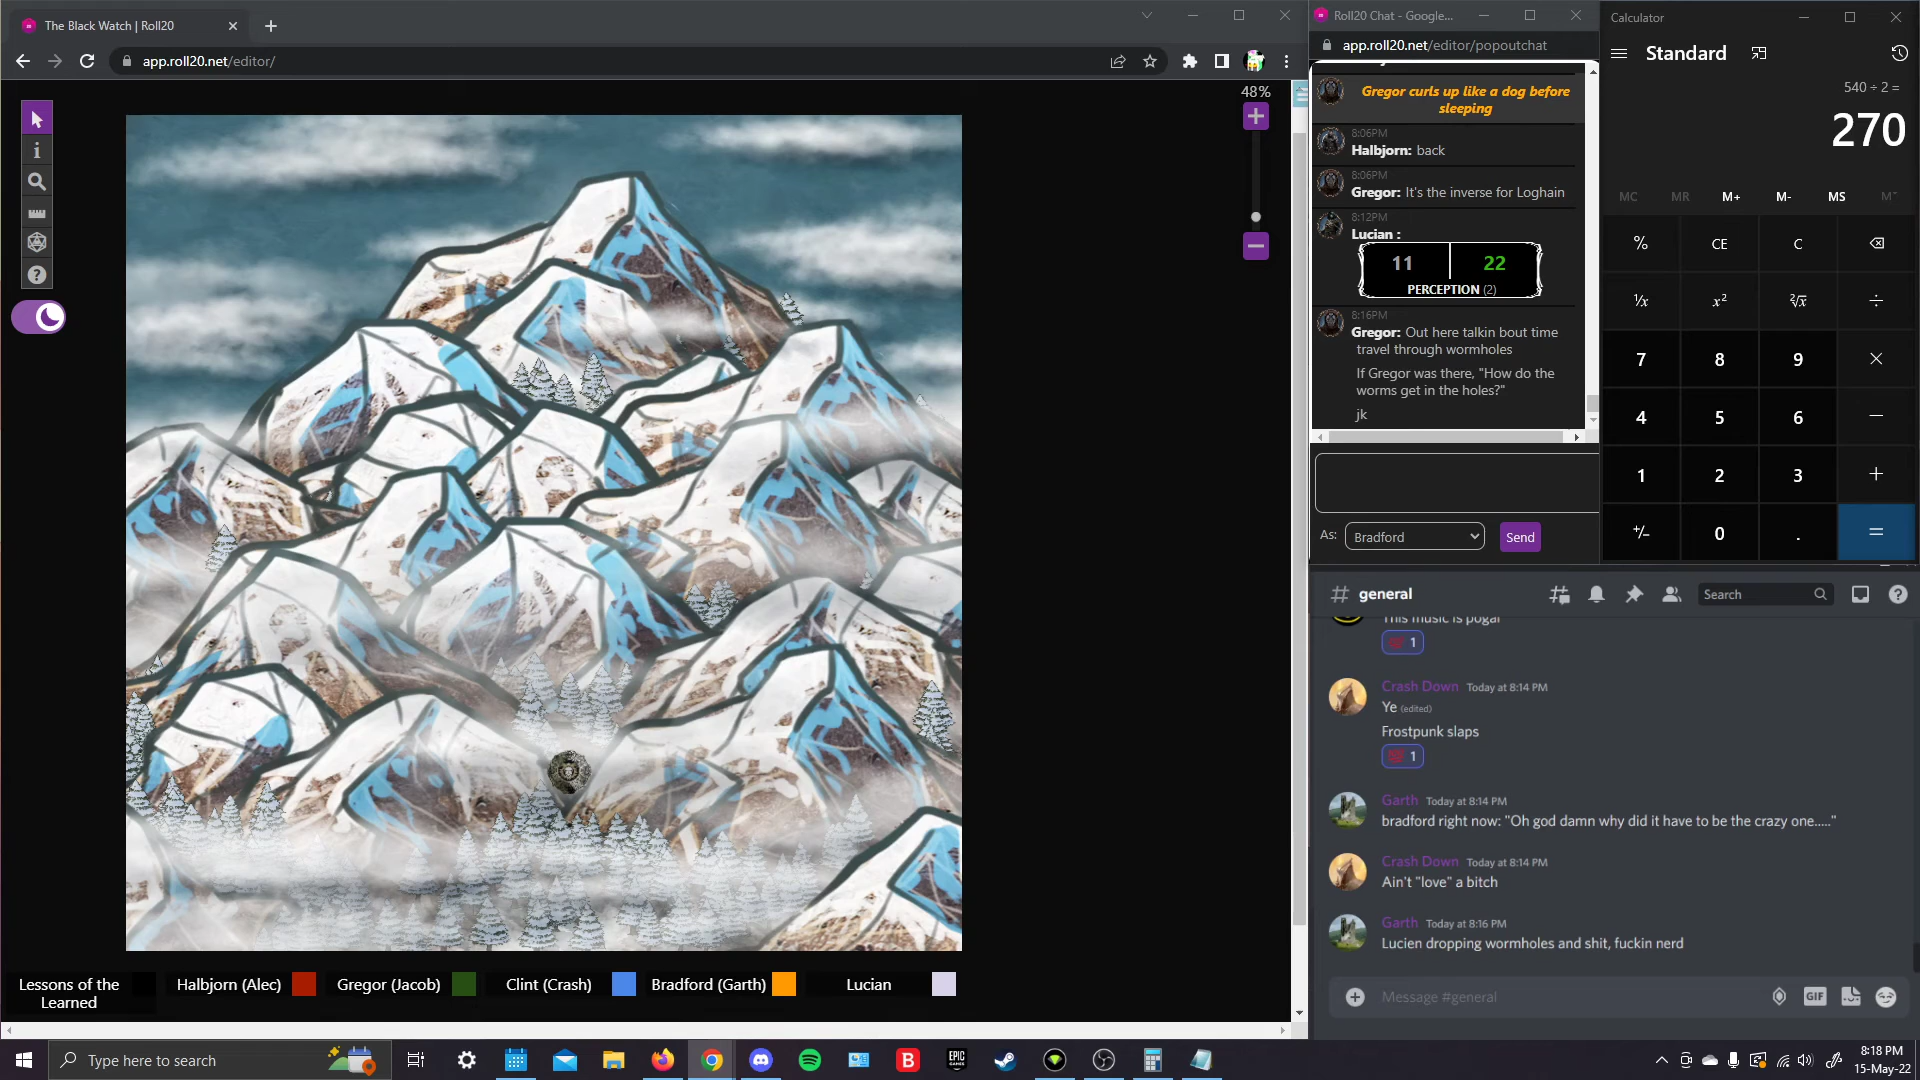 The Black Watch | Roll20
app.roll20.net/editor/
48%
Lessons of the
Learned
Halbjorn (Alec)
Gregor (Jacob)
Clint (Crash)
Bradford (Garth)
Lucian
Roll20 Chat - Google...
app.roll20.net/editor/popoutchat
Gregor curls up like a dog before
sleeping
8:06PM
Halbjorn: back
8:06PM
Gregor: It's the inverse for Loghain
8:12PM
Lucian :
11 22
PERCEPTION (2)
8:16PM
Gregor: Out here talkin bout time
travel through wormholes
If Gregor was there, "How do the
worms get in the holes?"
jk
As: Bradford Send
Calculator
Standard
540 ÷ 2 =
270
MC MR M+ M- MS M˅
% CE C
¹/x x² ²√x ÷
7 8 9 ×
4 5 6 −
1 2 3 +
+/- 0 . =
# general
Search
This music is pogar
1
Crash Down Today at 8:14 PM
Ye (edited)
Frostpunk slaps
1
Garth Today at 8:14 PM
bradford right now: "Oh god damn why did it have to be the crazy one....."
Crash Down Today at 8:14 PM
Ain't "love" a bitch
Garth Today at 8:16 PM
Lucien dropping wormholes and shit, fuckin nerd
Message #general
GIF
Type here to search
EPIC
GAMES
8:18 PM
15-May-22